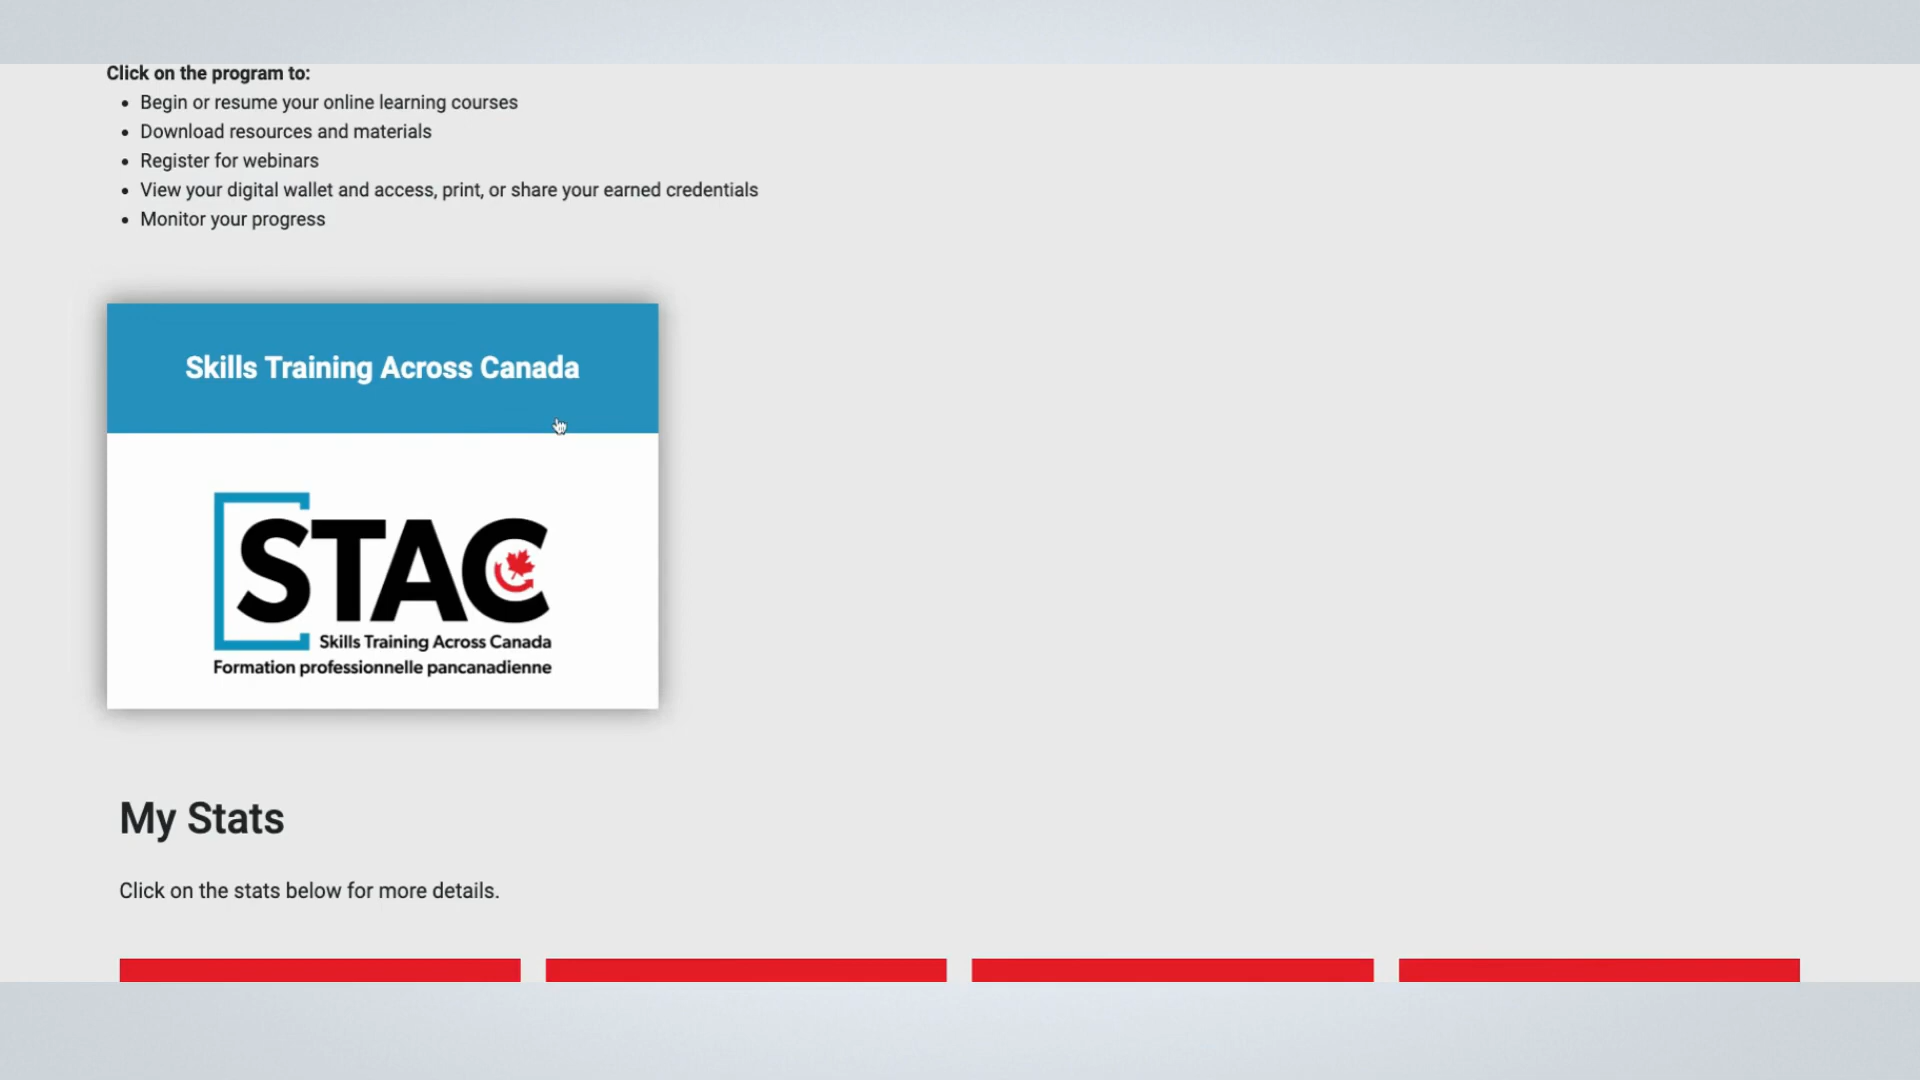 Click on the program to:
Begin or resume your online learning courses
Download resources and materials
Register for webinars
View your digital wallet and access, print, or share your earned credentials
Monitor your progress
Skills Training Across Canada
STAC
Skills Training Across Canada
Formation professionnelle pancanadienne
My Stats
Click on the stats below for more details.